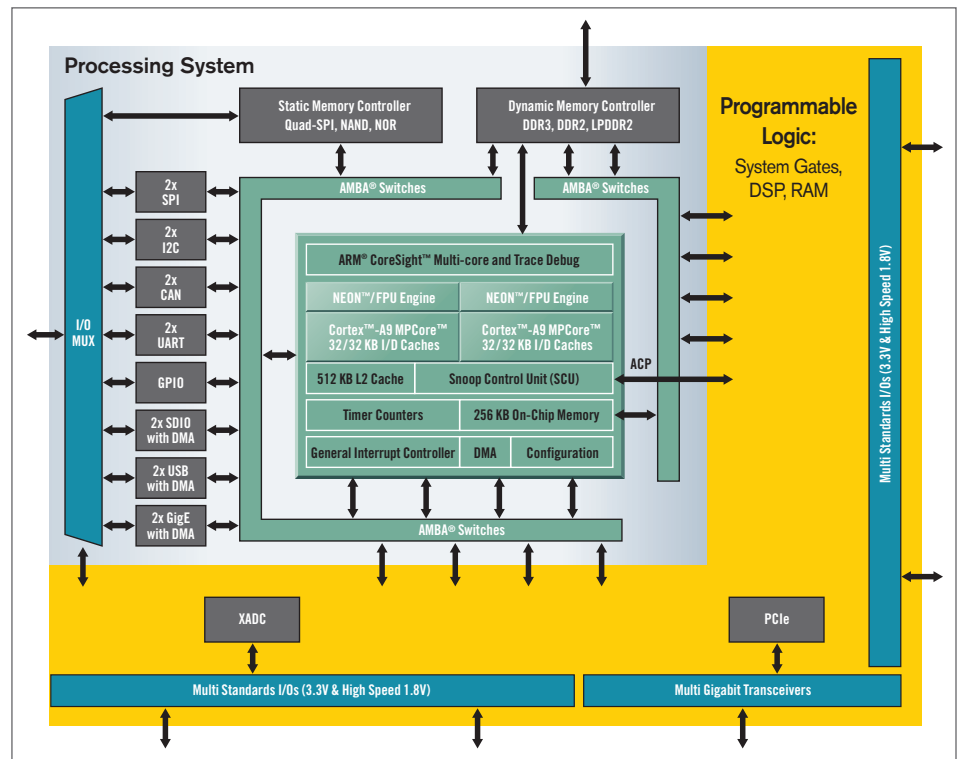 Processing System
Static Memory Controller
Quad-SPI, NAND, NOR
Dynamic Memory Controller
DDR3, DDR2, LPDDR2
Programmable
Logic:
System Gates,
DSP, RAM
AMBA® Switches
AMBA® Switches
I/O
MUX
2x
SPI
2x
I2C
2x
CAN
2x
UART
GPIO
2x SDIO
with DMA
2x USB
with DMA
2x GigE
with DMA
ARM® CoreSight™ Multi-core and Trace Debug
NEON™/FPU Engine
NEON™/FPU Engine
Cortex™-A9 MPCore™
32/32 KB I/D Caches
Cortex™-A9 MPCore™
32/32 KB I/D Caches
512 KB L2 Cache
Snoop Control Unit (SCU)
ACP
Timer Counters
256 KB On-Chip Memory
General Interrupt Controller
DMA
Configuration
AMBA® Switches
Multi Standards I/Os (3.3V & High Speed 1.8V)
XADC
PCIe
Multi Standards I/Os (3.3V & High Speed 1.8V)
Multi Gigabit Transceivers